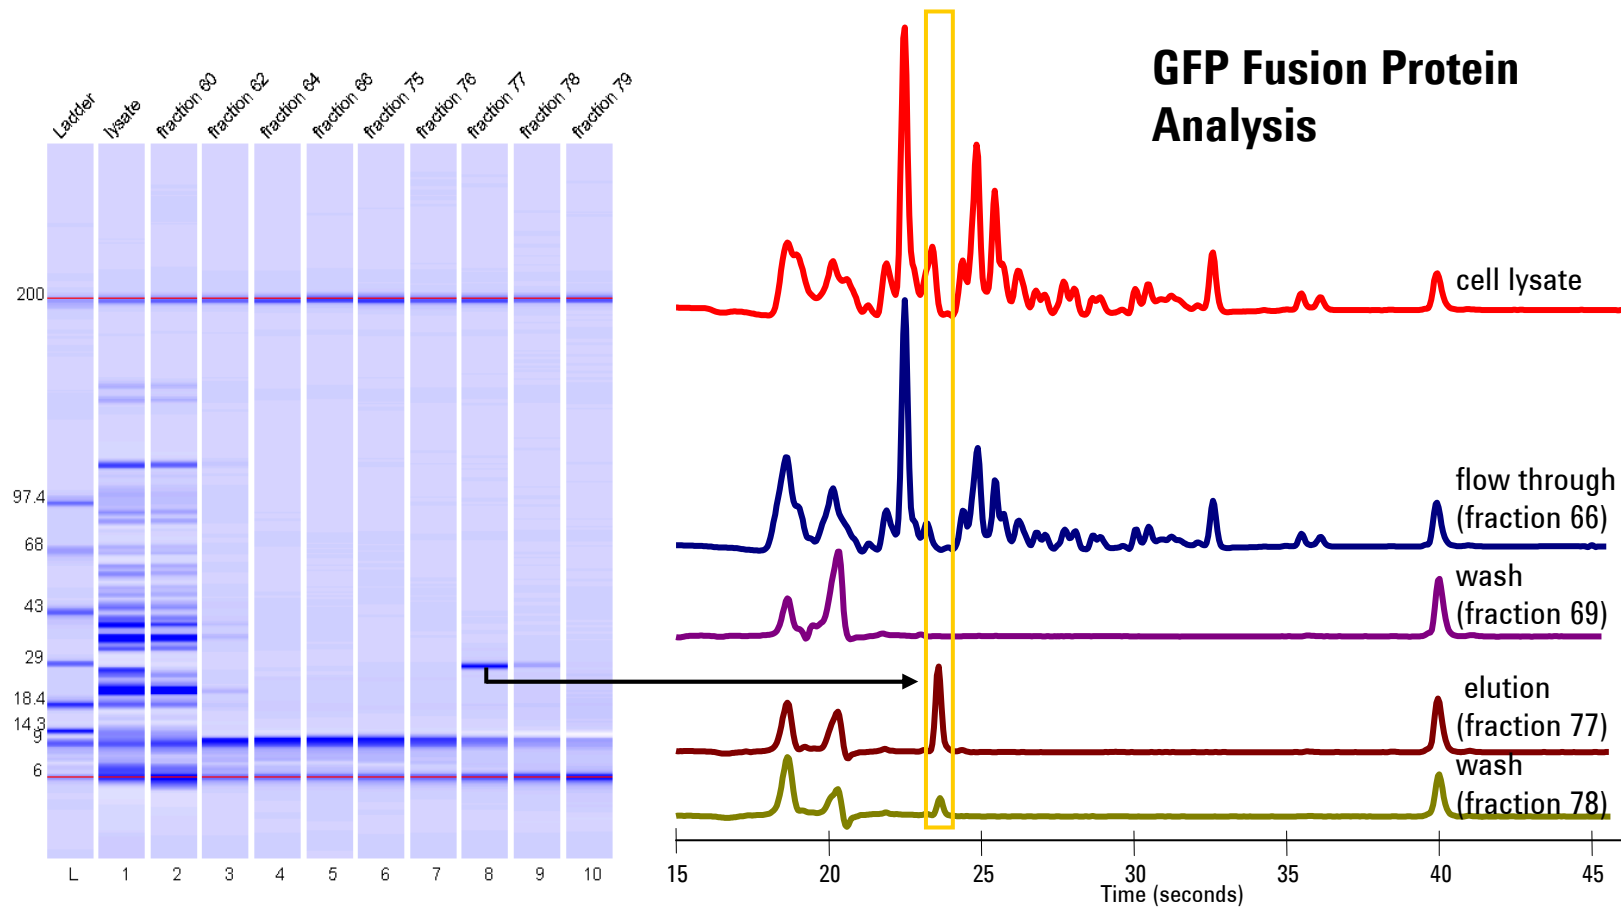 GFP Fusion Protein
Analysis
Ladder
lysate
fraction 60
fraction 62
fraction 64
fraction 66
fraction 75
fraction 76
fraction 77
fraction 78
fraction 79
200
97.4
68
43
29
18.4
14.3
9
6
L 1 2 3 4 5 6 7 8 9 10
cell lysate
flow through
(fraction 66)
wash
(fraction 69)
elution
(fraction 77)
wash
(fraction 78)
15 20 25 30 35 40 45
Time (seconds)